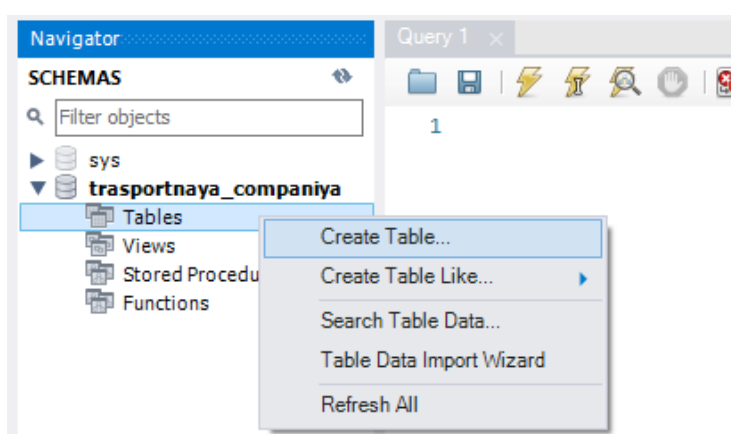 Navigator
Query 1
SCHEMAS
Filter objects
1
sys
trasportnaya_companiya
Tables
Views
Stored Procedu
Functions
Create Table...
Create Table Like...
Search Table Data...
Table Data Import Wizard
Refresh All